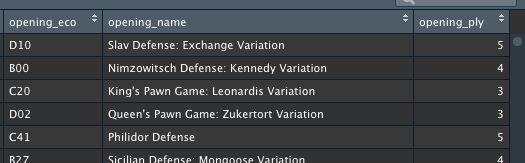 opening_eco opening_name opening_ply
D10 Slav Defense: Exchange Variation 5
B00 Nimzowitsch Defense: Kennedy Variation 4
C20 King's Pawn Game: Leonardis Variation 3
D02 Queen's Pawn Game: Zukertort Variation 3
C41 Philidor Defense 5
B27 Sicilian Defense: Mongoose Variation 4